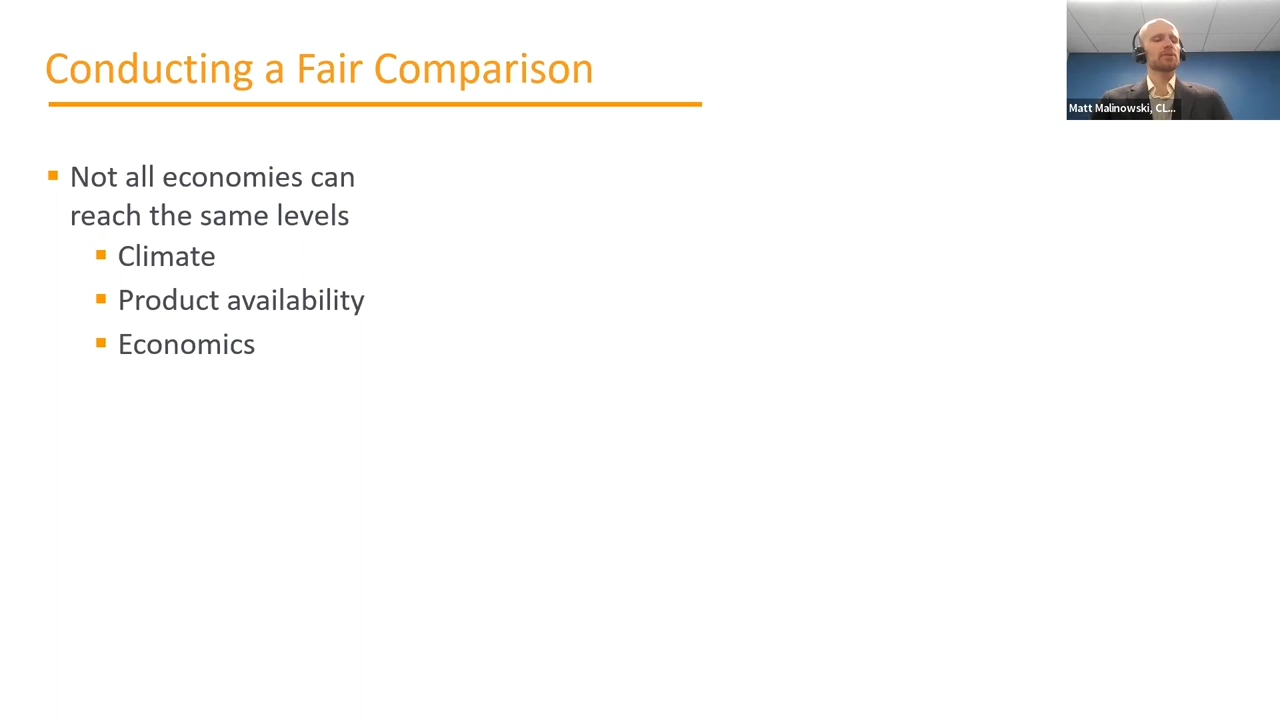 Conducting a Fair Comparison
Matt Malinowski, CL...
Not all economies can
reach the same levels
Climate
Product availability
Economics